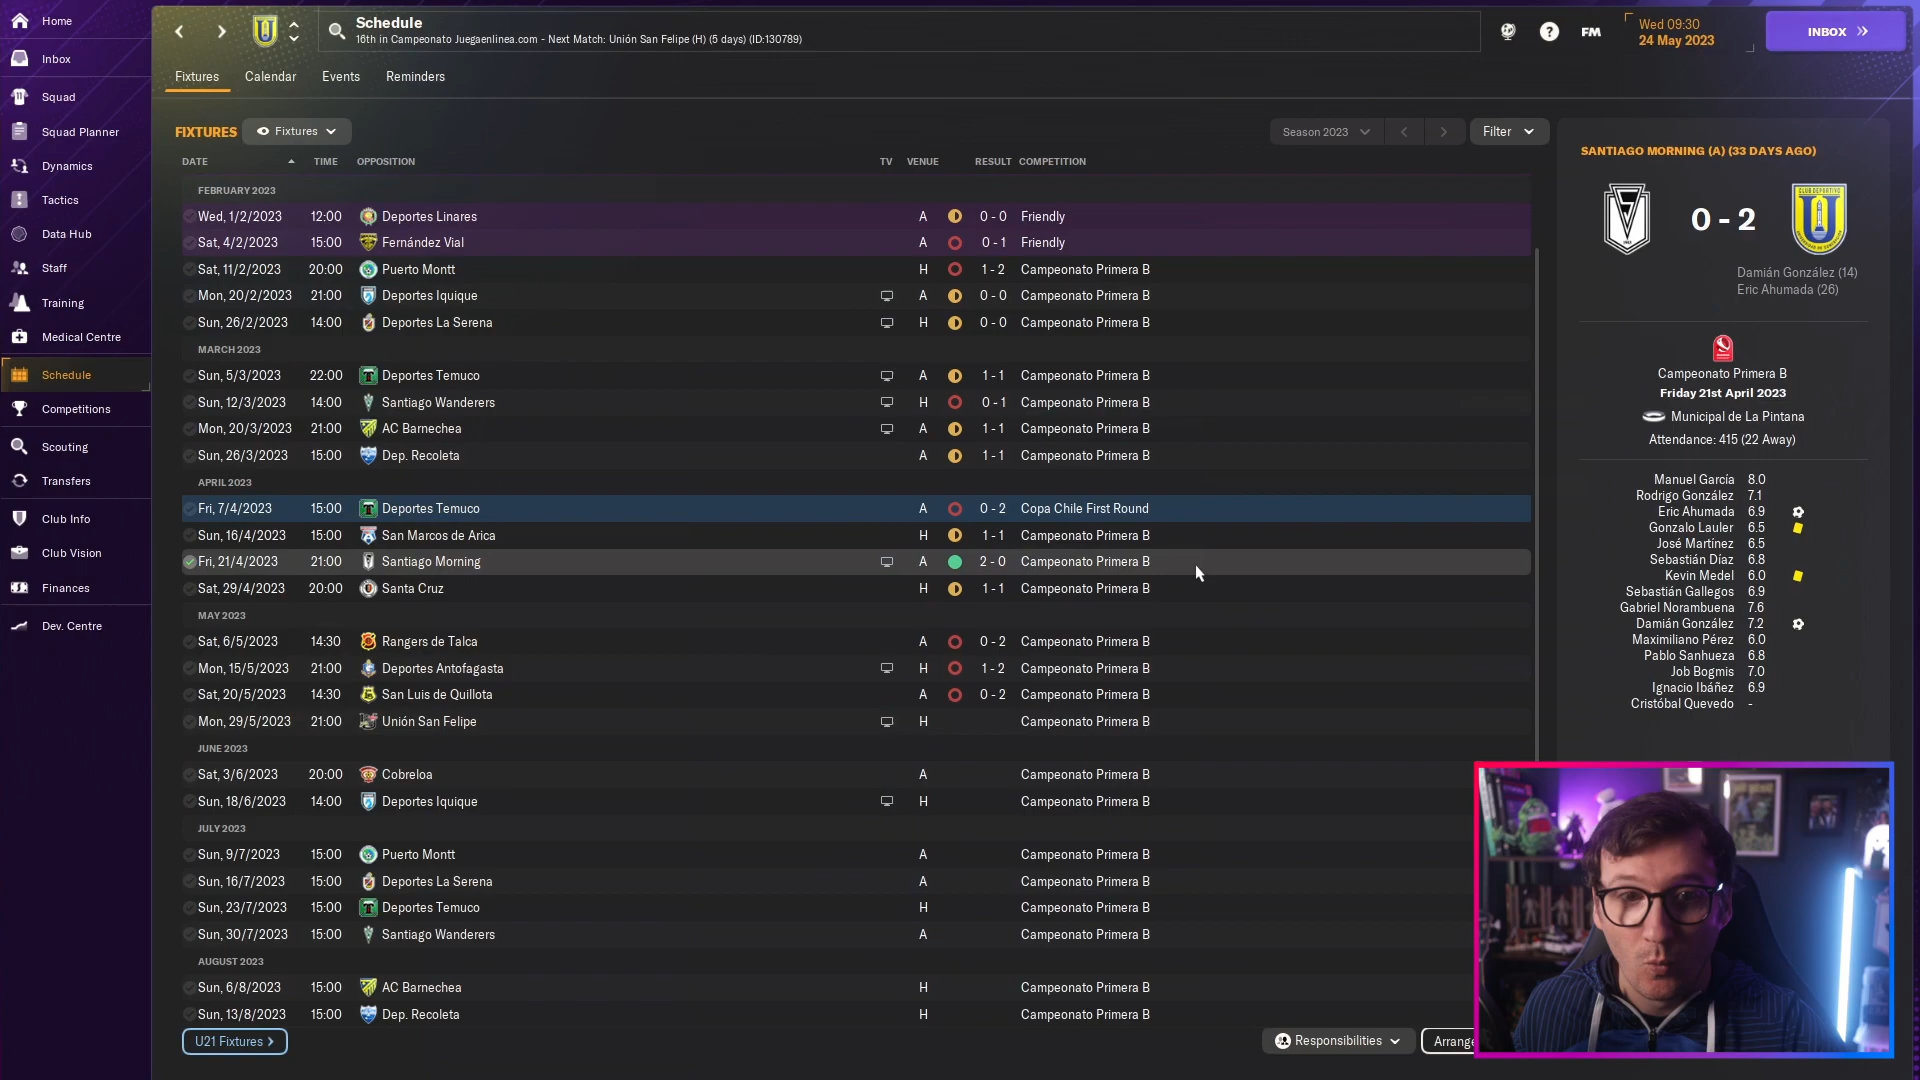 Home
Inbox
Squad
Squad Planner
Dynamics
Tactics
Data Hub
Staff
Training
Medical Centre
Schedule
Competitions
Scouting
Transfers
Club Info
Club Vision
Finances
Dev. Centre
Schedule
16th in Campeonato Juegaenlinea.com - Next Match: Unión San Felipe (H) (5 days) (ID:130789)
FM
Wed 09:30
24 May 2023
INBOX
Fixtures Calendar Events Reminders
FIXTURES Fixtures Season 2023 Filter
DATE TIME OPPOSITION TV VENUE RESULT COMPETITION
FEBRUARY 2023
Wed, 1/2/2023 12:00 Deportes Linares A 0 - 0 Friendly
Sat, 4/2/2023 15:00 Fernández Vial A 0 - 1 Friendly
Sat, 11/2/2023 20:00 Puerto Montt H 1 - 2 Campeonato Primera B
Mon, 20/2/2023 21:00 Deportes Iquique A 0 - 0 Campeonato Primera B
Sun, 26/2/2023 14:00 Deportes La Serena H 0 - 0 Campeonato Primera B
MARCH 2023
Sun, 5/3/2023 22:00 Deportes Temuco A 1 - 1 Campeonato Primera B
Sun, 12/3/2023 14:00 Santiago Wanderers H 0 - 1 Campeonato Primera B
Mon, 20/3/2023 21:00 AC Barnechea A 1 - 1 Campeonato Primera B
Sun, 26/3/2023 15:00 Dep. Recoleta A 1 - 1 Campeonato Primera B
APRIL 2023
Fri, 7/4/2023 15:00 Deportes Temuco A 0 - 2 Copa Chile First Round
Sun, 16/4/2023 15:00 San Marcos de Arica H 1 - 1 Campeonato Primera B
Fri, 21/4/2023 21:00 Santiago Morning A 2 - 0 Campeonato Primera B
Sat, 29/4/2023 20:00 Santa Cruz H 1 - 1 Campeonato Primera B
MAY 2023
Sat, 6/5/2023 14:30 Rangers de Talca A 0 - 2 Campeonato Primera B
Mon, 15/5/2023 21:00 Deportes Antofagasta H 1 - 2 Campeonato Primera B
Sat, 20/5/2023 14:30 San Luis de Quillota A 0 - 2 Campeonato Primera B
Mon, 29/5/2023 21:00 Unión San Felipe H Campeonato Primera B
JUNE 2023
Sat, 3/6/2023 20:00 Cobreloa A Campeonato Primera B
Sun, 18/6/2023 14:00 Deportes Iquique H Campeonato Primera B
JULY 2023
Sun, 9/7/2023 15:00 Puerto Montt A Campeonato Primera B
Sun, 16/7/2023 15:00 Deportes La Serena A Campeonato Primera B
Sun, 23/7/2023 15:00 Deportes Temuco H Campeonato Primera B
Sun, 30/7/2023 15:00 Santiago Wanderers A Campeonato Primera B
AUGUST 2023
Sun, 6/8/2023 15:00 AC Barnechea H Campeonato Primera B
Sun, 13/8/2023 15:00 Dep. Recoleta H Campeonato Primera B
U21 Fixtures Responsibilities Arrange
SANTIAGO MORNING (A) (33 DAYS AGO)
0 - 2
Damián González (14)
Eric Ahumada (26)
Campeonato Primera B
Friday 21st April 2023
Municipal de La Pintana
Attendance: 415 (22 Away)
Manuel García 8.0
Rodrigo González 7.1
Eric Ahumada 6.9
Gonzalo Lauler 6.5
José Martínez 6.5
Sebastián Díaz 6.8
Kevin Medel 6.0
Sebastián Gallegos 6.9
Gabriel Norambuena 7.6
Damián González 7.2
Maximiliano Pérez 6.0
Pablo Sanhueza 6.8
Job Bogmis 7.0
Ignacio Ibáñez 6.9
Cristóbal Quevedo -